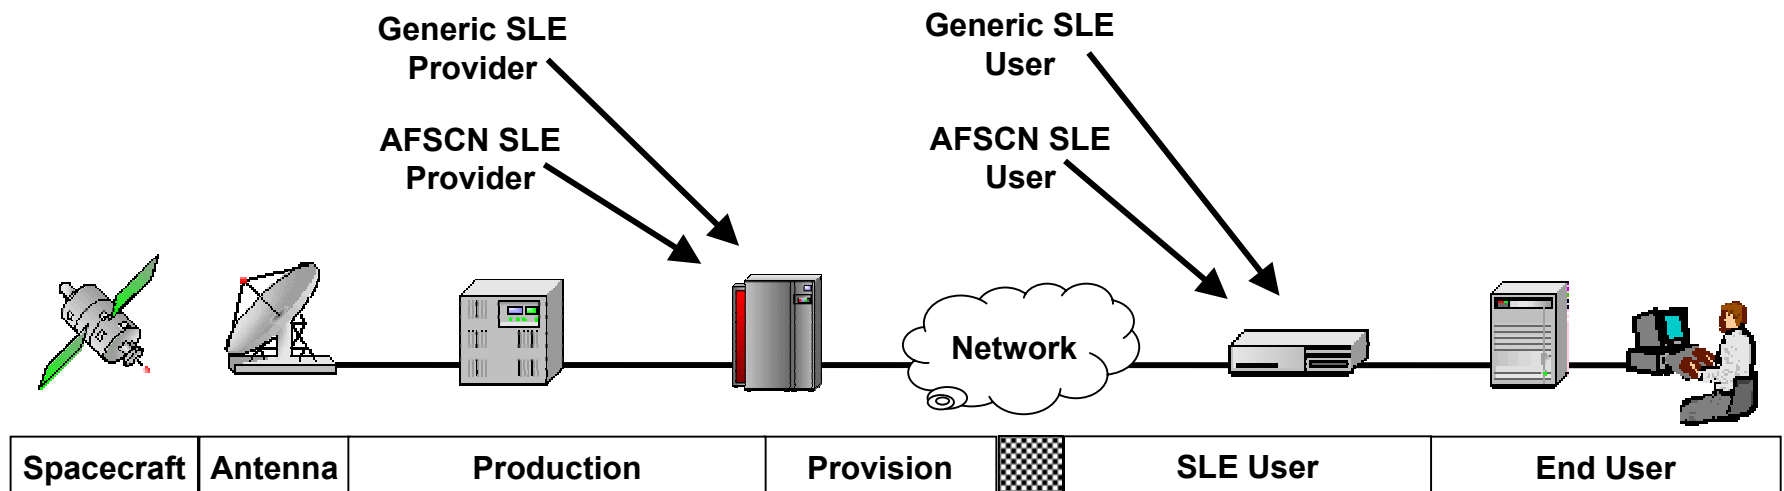 Generic SLE
Provider
Generic SLE
User
AFSCN SLE
Provider
AFSCN SLE
User
Network
Spacecraft
Antenna
Production
Provision
SLE User
End User